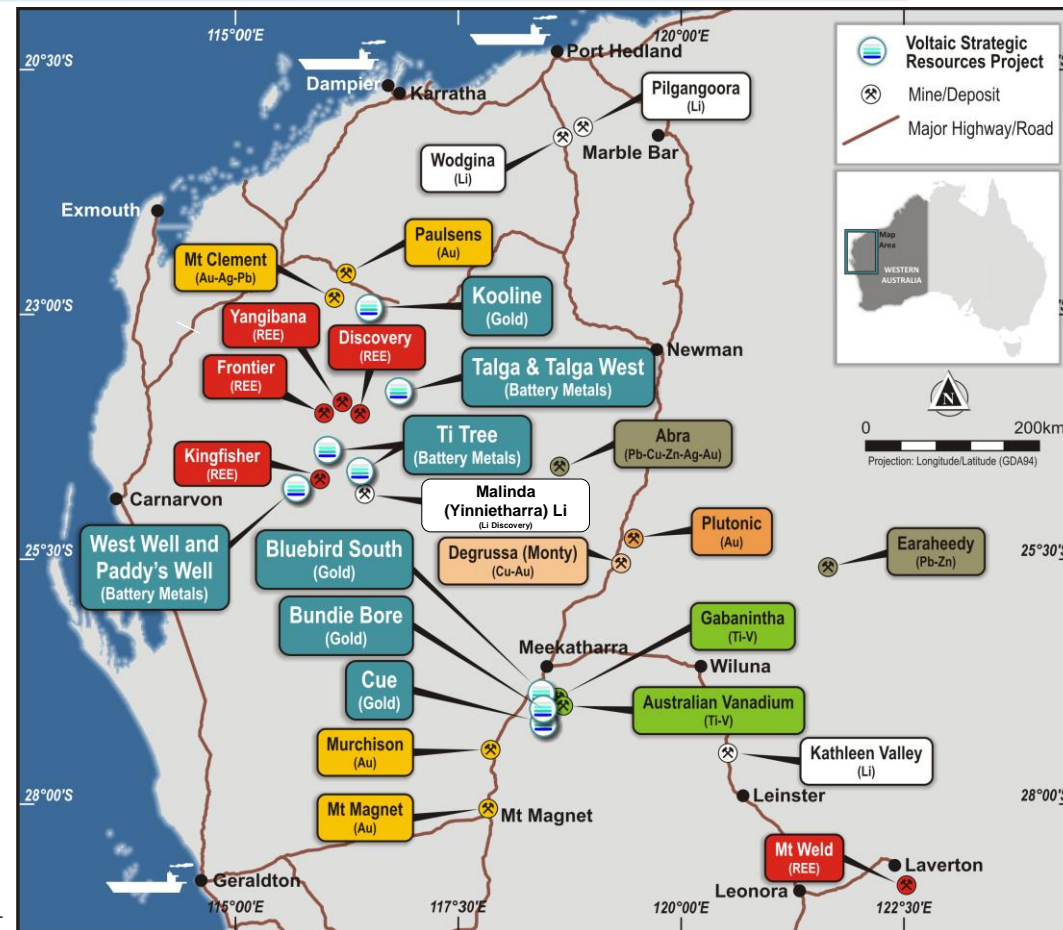 115°00'E
120°00'E
20°30'S
Port Hedland
Dampier
Karratha
Pilgangoora
(Li)
Wodgina
(Li)
Marble Bar
Voltaic Strategic
Resources Project
Mine/Deposit
Major Highway/Road
Map
Area
WESTERN
AUSTRALIA
Exmouth
Paulsens
(Au)
Mt Clement
(Au-Ag-Pb)
Kooline
(Gold)
23°00'S
Yangibana
(REE)
Discovery
(REE)
Frontier
(REE)
Newman
Talga & Talga West
(Battery Metals)
N
0
200km
Projection: Longitude/Latitude (GDA94)
Ti Tree
(Battery Metals)
Abra
(Pb-Cu-Zn-Ag-Au)
Kingfisher
(REE)
Carnarvon
Malinda
(Yinnietharra) Li
(Li Discovery)
West Well and
Paddy's Well
(Battery Metals)
Bluebird South
(Gold)
Degrussa (Monty)
(Cu-Au)
Plutonic
(Au)
Earaheedy
(Pb-Zn)
25°30'S
25°30'S
Bundie Bore
(Gold)
Gabanintha
(Ti-V)
Meekatharra
Wiluna
Cue
(Gold)
Australian Vanadium
(Ti-V)
Murchison
(Au)
Kathleen Valley
(Li)
Mt Magnet
(Au)
Mt Magnet
Leinster
28°00'S
28°00'S
Mt Weld
(REE)
Laverton
Leonora
Geraldton
115°00'E
117°30'E
120°00'E
122°30'E